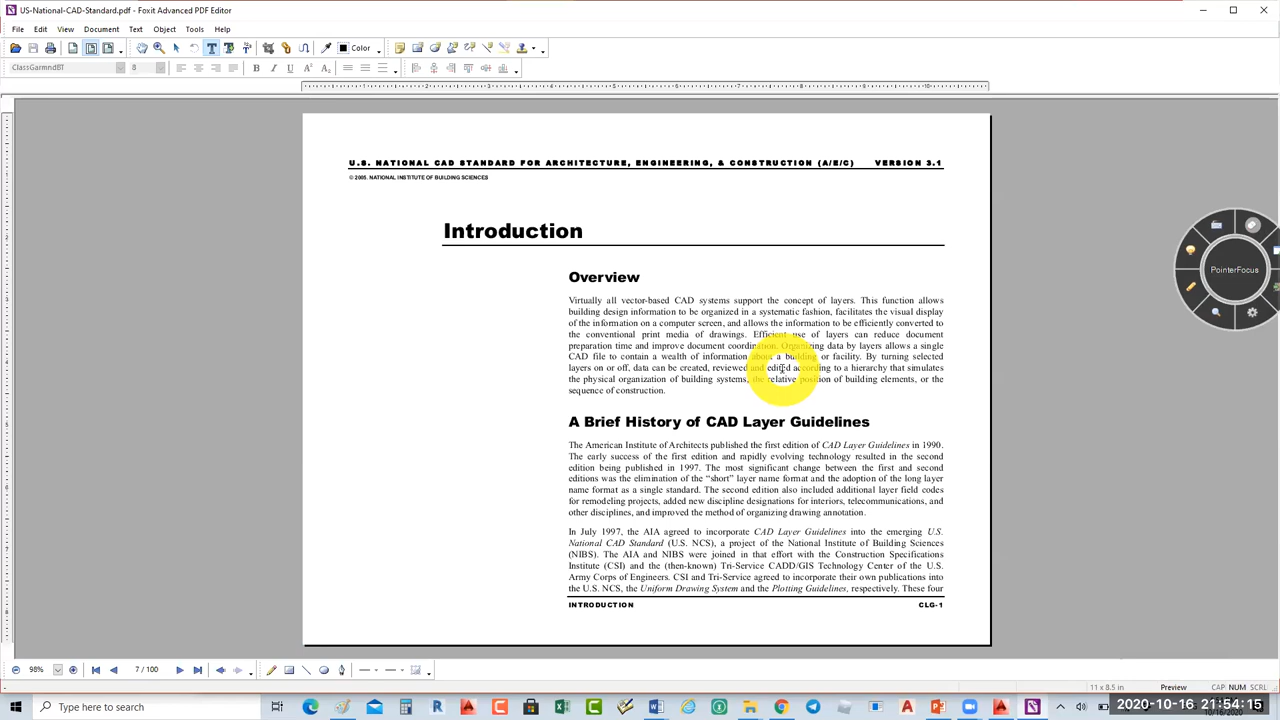 US-National-CAD-Standard.pdf - Foxit Advanced PDF Editor
File Edit View Document Text Object Tools Help
Color
ClassGarmndBT 8
U.S. NATIONAL CAD STANDARD FOR ARCHITECTURE, ENGINEERING, & CONSTRUCTION (A/E/C) VERSION 3.1
© 2005. NATIONAL INSTITUTE OF BUILDING SCIENCES
Introduction
Overview
Virtually all vector-based CAD systems support the concept of layers. This function allows
building design information to be organized in a systematic fashion, facilitates the visual display
of the information on a computer screen, and allows the information to be efficiently converted to
the conventional print media of drawings. Efficient use of layers can reduce document
preparation time and improve document coordination. Organizing data by layers allows a single
CAD file to contain a wealth of information about a building or facility. By turning selected
layers on or off, data can be created, reviewed and edited according to a hierarchy that simulates
the physical organization of building systems, the relative position of building elements, or the
sequence of construction.
A Brief History of CAD Layer Guidelines
The American Institute of Architects published the first edition of CAD Layer Guidelines in 1990.
The early success of the first edition and rapidly evolving technology resulted in the second
edition being published in 1997. The most significant change between the first and second
editions was the elimination of the “short” layer name format and the adoption of the long layer
name format as a single standard. The second edition also included additional layer field codes
for remodeling projects, added new discipline designations for interiors, telecommunications, and
other disciplines, and improved the method of organizing drawing annotation.
In July 1997, the AIA agreed to incorporate CAD Layer Guidelines into the emerging U.S.
National CAD Standard (U.S. NCS), a project of the National Institute of Building Sciences
(NIBS). The AIA and NIBS were joined in that effort with the Construction Specifications
Institute (CSI) and the (then-known) Tri-Service CADD/GIS Technology Center of the U.S.
Army Corps of Engineers. CSI and Tri-Service agreed to incorporate their own publications into
the U.S. NCS, the Uniform Drawing System and the Plotting Guidelines, respectively. These four
INTRODUCTION CLG-1
PointerFocus
98% 7 / 100
11 x 8.5 in Preview CAP NUM SCRL
Type here to search
2020-10-16 21:54:15